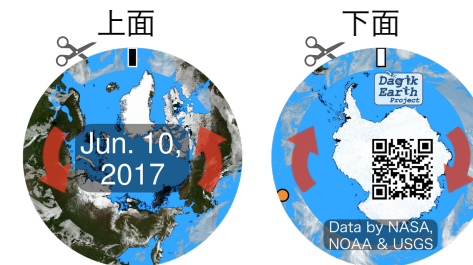 上面
下面
Jun. 10,
2017
Dagik
Earth
Project
Data by NASA,
NOAA & USGS